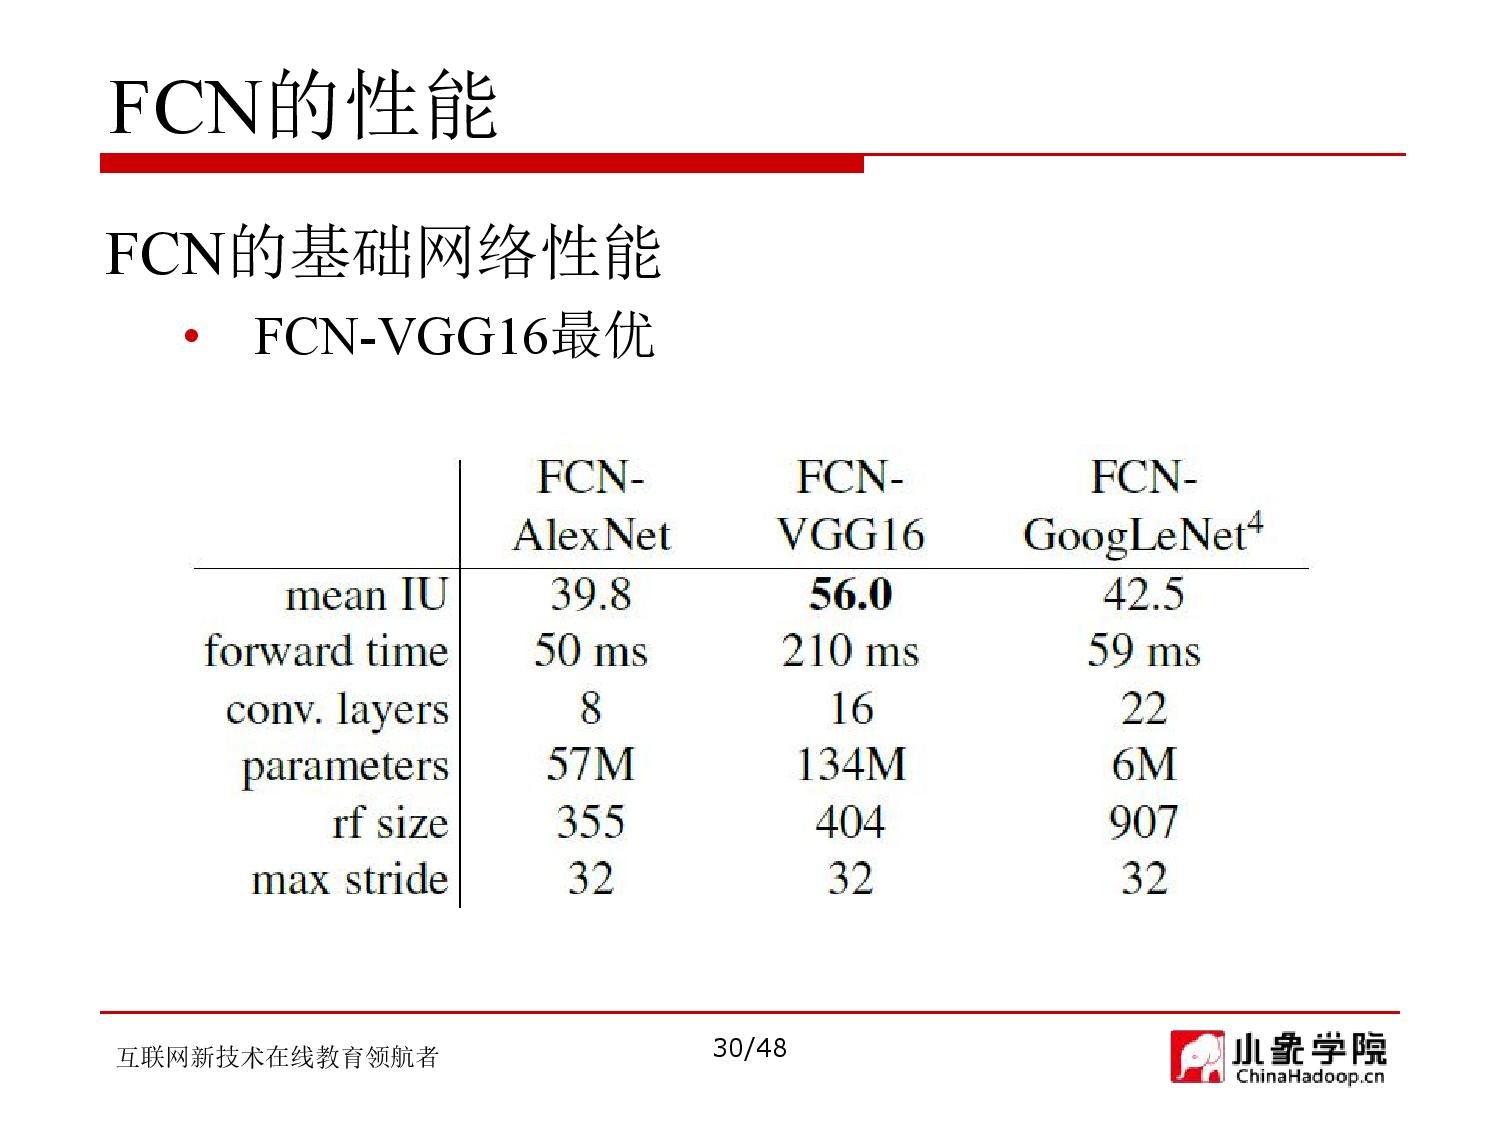 FCN的性能
FCN的基础网络性能
• FCN-VGG16最优
FCN- FCN- FCN-
AlexNet VGG16 GoogLeNet4
mean IU 39.8 56.0 42.5
forward time 50 ms 210 ms 59 ms
conv. layers 8 16 22
parameters 57M 134M 6M
rf size 355 404 907
max stride 32 32 32
互联网新技术在线教育领航者 30/48 小象学院
ChinaHadoop.cn